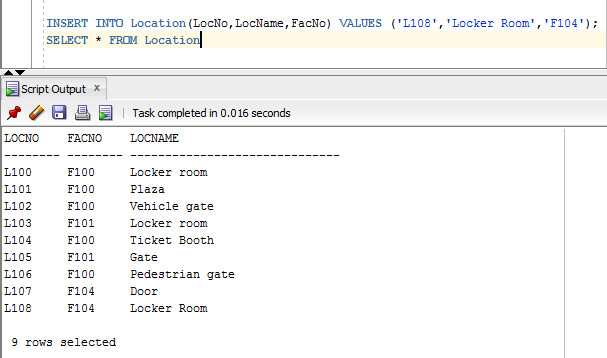 INSERT INTO Location(LocNo,LocName,FacNo) VALUES ('L108','Locker Room','F104');
SELECT * FROM Location
Script Output x
Task completed in 0.016 seconds
LOCNO    FACNO    LOCNAME
-------- -------- ------------------------------
L100     F100     Locker room
L101     F100     Plaza
L102     F100     Vehicle gate
L103     F101     Locker room
L104     F100     Ticket Booth
L105     F101     Gate
L106     F100     Pedestrian gate
L107     F104     Door
L108     F104     Locker Room
9 rows selected